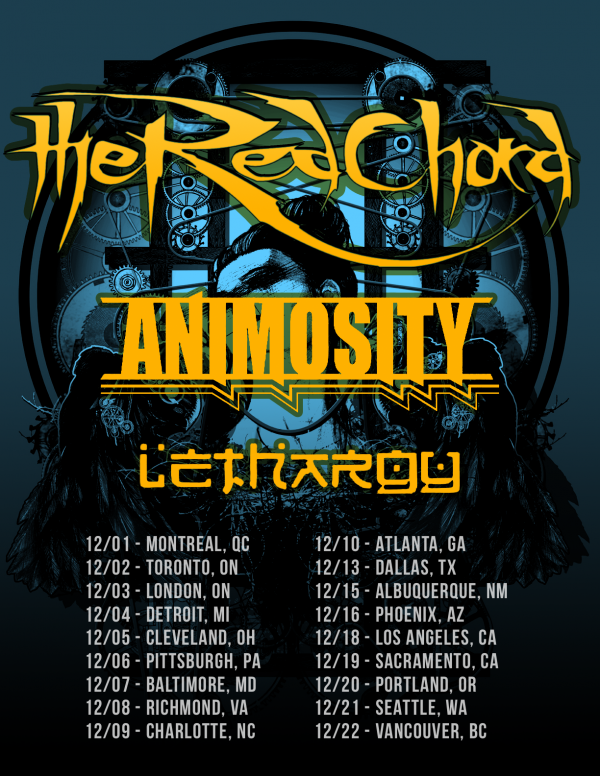 the Red Chord
ANIMOSITY
LETHARGY
12/01 - MONTREAL, QC
12/02 - TORONTO, ON
12/03 - LONDON, ON
12/04 - DETROIT, MI
12/05 - CLEVELAND, OH
12/06 - PITTSBURGH, PA
12/07 - BALTIMORE, MD
12/08 - RICHMOND, VA
12/09 - CHARLOTTE, NC
12/10 - ATLANTA, GA
12/13 - DALLAS, TX
12/15 - ALBUQUERQUE, NM
12/16 - PHOENIX, AZ
12/18 - LOS ANGELES, CA
12/19 - SACRAMENTO, CA
12/20 - PORTLAND, OR
12/21 - SEATTLE, WA
12/22 - VANCOUVER, BC